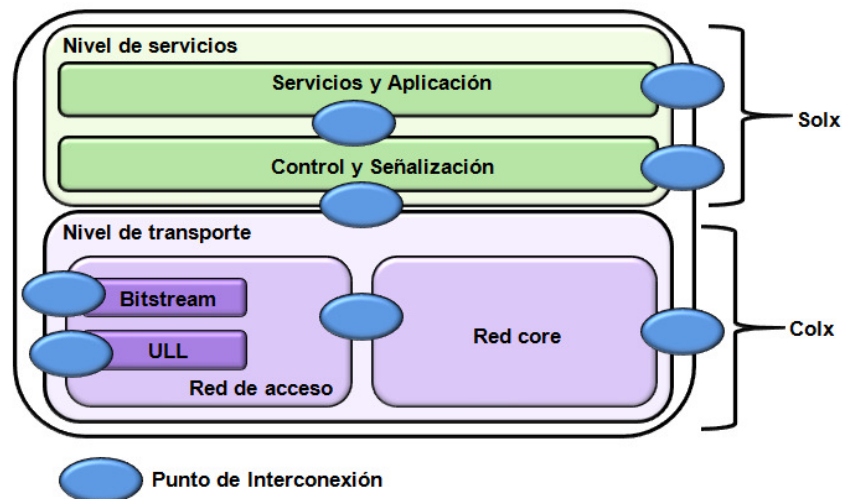 Nivel de servicios
Servicios y Aplicación
Control y Señalización
Solx
Nivel de transporte
Bitstream
ULL
Red de acceso
Red core
Colx
Punto de Interconexión